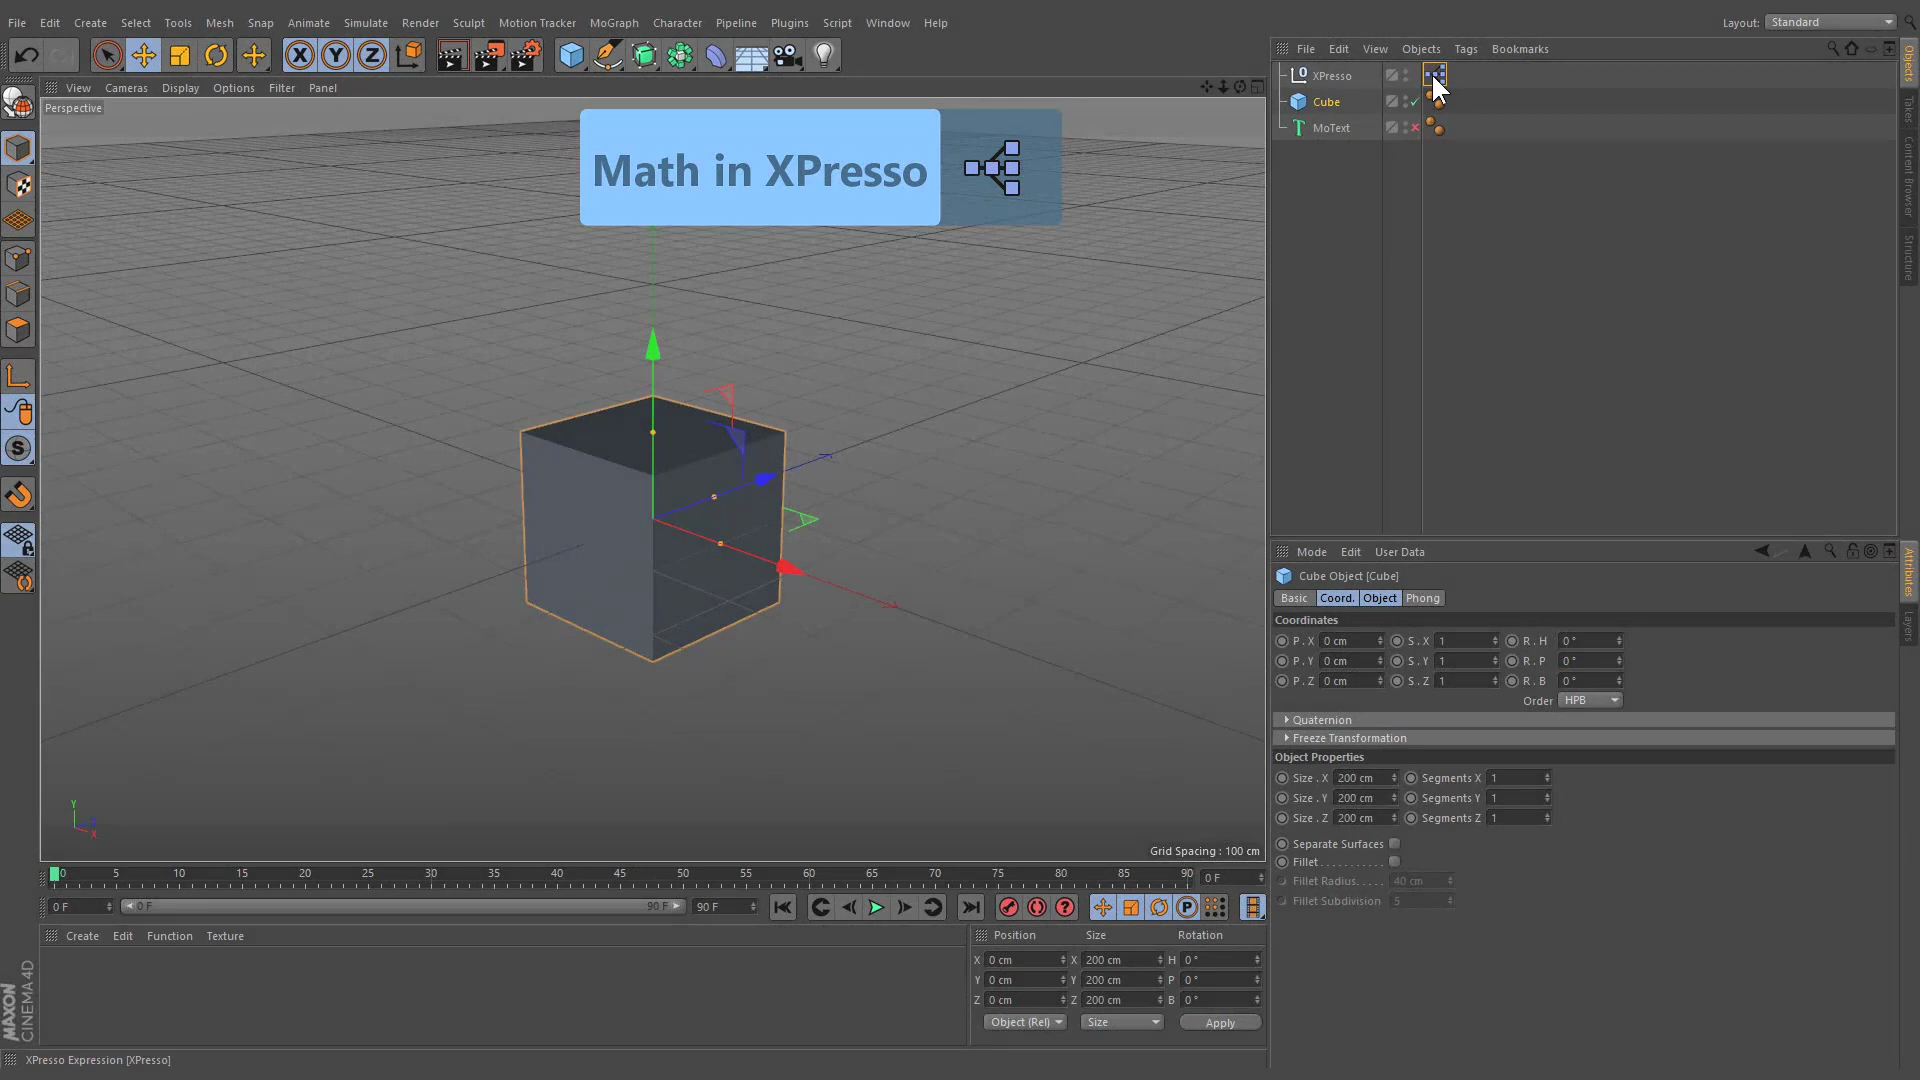 File Edit Create Select Tools Mesh Snap Animate Simulate Render Sculpt Motion Tracker MoGraph Character Pipeline Plugins Script Window Help Layout: Standard
File Edit View Objects Tags Bookmarks
View Cameras Display Options Filter Panel
Perspective
Math in XPresso
XPresso
Cube
MoText
Objects
Takes
Content Browser
Structure
Mode Edit User Data
Cube Object [Cube]
Basic Coord. Object Phong
Coordinates
P . X 0 cm S . X 1 R . H 0 °
P . Y 0 cm S . Y 1 R . P 0 °
P . Z 0 cm S . Z 1 R . B 0 °
Order HPB
Quaternion
Freeze Transformation
Object Properties
Size . X 200 cm Segments X 1
Size . Y 200 cm Segments Y 1
Size . Z 200 cm Segments Z 1
Separate Surfaces
Fillet . . . . . . . . . . .
Fillet Radius. . . . . 40 cm
Fillet Subdivision 5
Attributes
Layers
Y
Z
X
Grid Spacing : 100 cm
0 5 10 15 20 25 30 35 40 45 50 55 60 65 70 75 80 85 90 0 F
0 F 0 F 90 F 90 F
Create Edit Function Texture
Position Size Rotation
X 0 cm X 200 cm H 0 °
Y 0 cm Y 200 cm P 0 °
Z 0 cm Z 200 cm B 0 °
Object (Rel) Size Apply
MAXON
CINEMA 4D
XPresso Expression [XPresso]